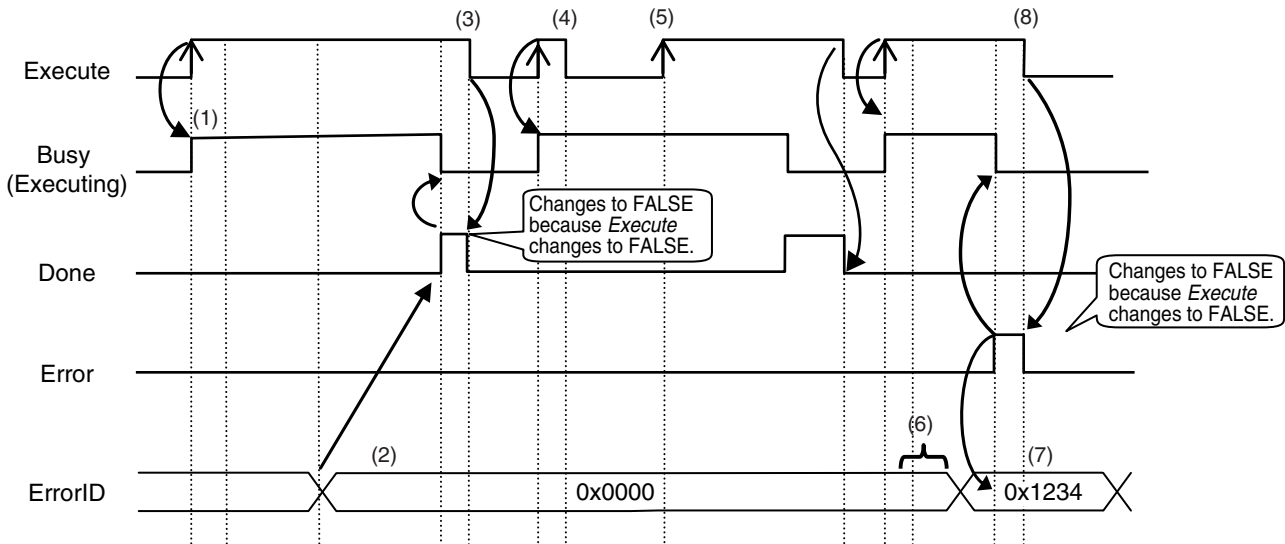 (3) (4) (5) (8)
Execute
(1)
Busy
(Executing)
Changes to FALSE
because Execute
changes to FALSE.
Done
Changes to FALSE
because Execute
changes to FALSE.
Error
(6)
(2) (7)
ErrorID 0x0000 0x1234